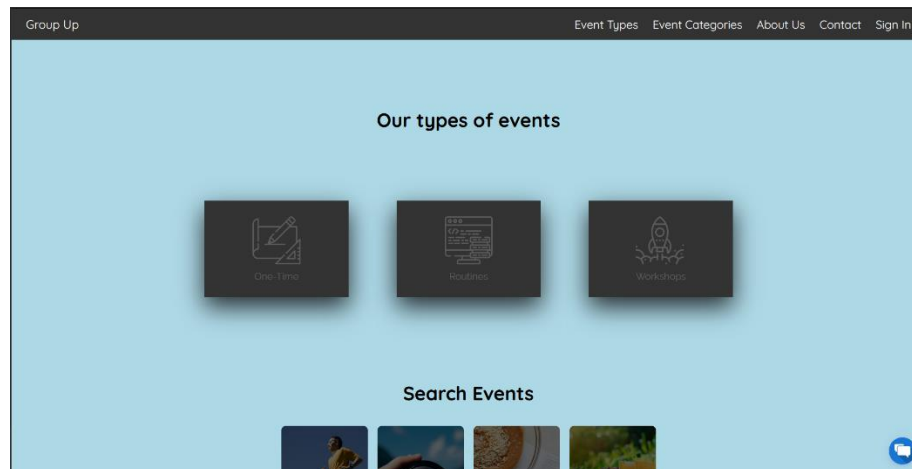 Group Up Event Types Event Categories About Us Contact Sign In
Our types of events
One-Time Routines Workshops
Search Events